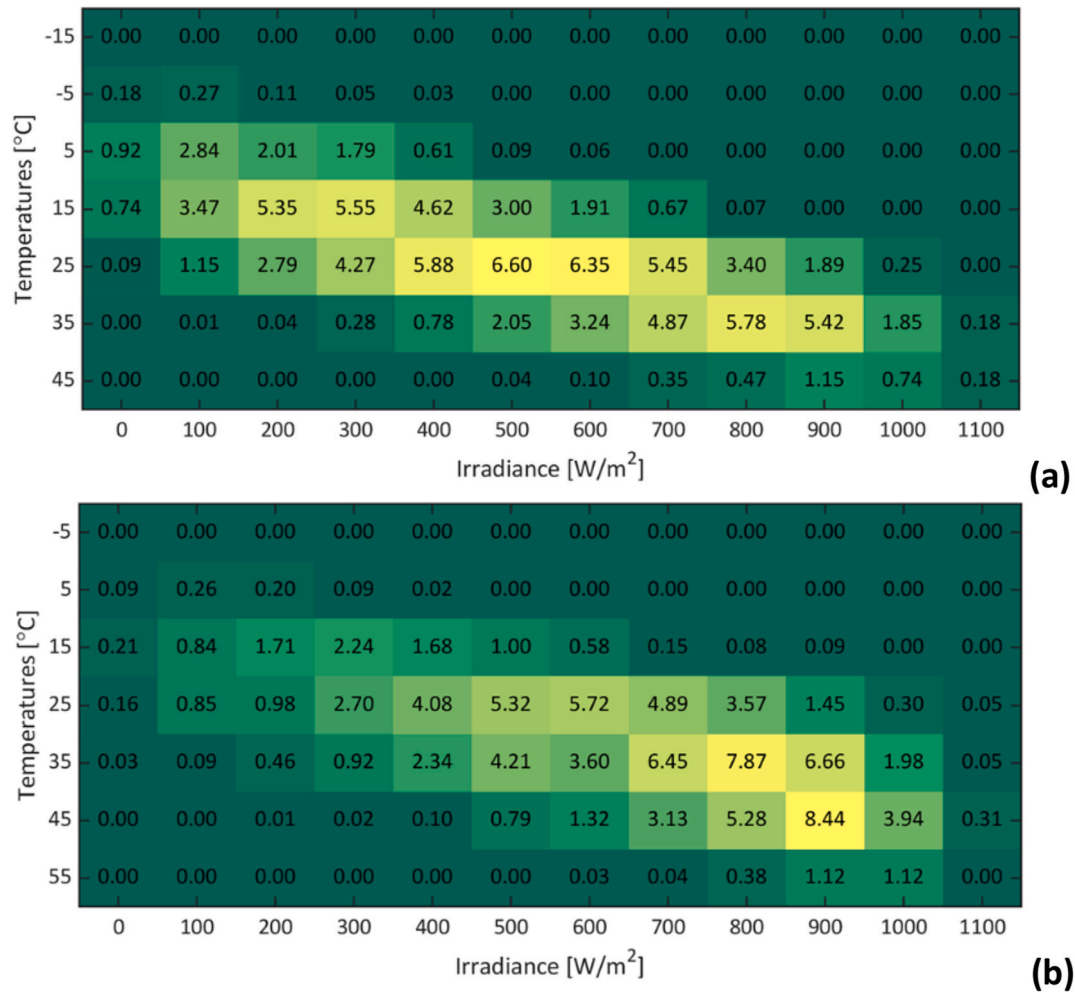 -15 0.00 0.00 0.00 0.00 0.00 0.00 0.00 0.00 0.00 0.00 0.00 0.00
-5 0.18 0.27 0.11 0.05 0.03 0.00 0.00 0.00 0.00 0.00 0.00 0.00
5 0.92 2.84 2.01 1.79 0.61 0.09 0.06 0.00 0.00 0.00 0.00 0.00
15 0.74 3.47 5.35 5.55 4.62 3.00 1.91 0.67 0.07 0.00 0.00 0.00
25 0.09 1.15 2.79 4.27 5.88 6.60 6.35 5.45 3.40 1.89 0.25 0.00
35 0.00 0.01 0.04 0.28 0.78 2.05 3.24 4.87 5.78 5.42 1.85 0.18
45 0.00 0.00 0.00 0.00 0.00 0.04 0.10 0.35 0.47 1.15 0.74 0.18
Temperatures [°C]
0 100 200 300 400 500 600 700 800 900 1000 1100
Irradiance [W/m²]
(a)
-5 0.00 0.00 0.00 0.00 0.00 0.00 0.00 0.00 0.00 0.00 0.00 0.00
5 0.09 0.26 0.20 0.09 0.02 0.00 0.00 0.00 0.00 0.00 0.00 0.00
15 0.21 0.84 1.71 2.24 1.68 1.00 0.58 0.15 0.08 0.09 0.00 0.00
25 0.16 0.85 0.98 2.70 4.08 5.32 5.72 4.89 3.57 1.45 0.30 0.05
35 0.03 0.09 0.46 0.92 2.34 4.21 3.60 6.45 7.87 6.66 1.98 0.05
45 0.00 0.00 0.01 0.02 0.10 0.79 1.32 3.13 5.28 8.44 3.94 0.31
55 0.00 0.00 0.00 0.00 0.00 0.00 0.03 0.04 0.38 1.12 1.12 0.00
Temperatures [°C]
0 100 200 300 400 500 600 700 800 900 1000 1100
Irradiance [W/m²]
(b)